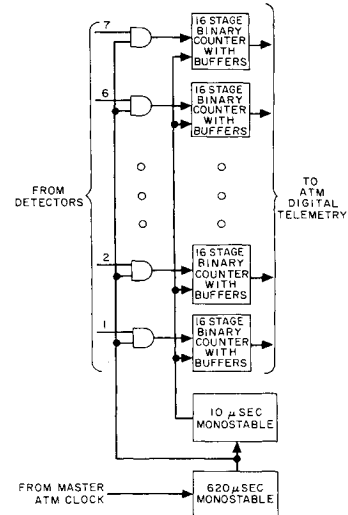 7
16 STAGE
BINARY
COUNTER
WITH
BUFFERS
6
16 STAGE
BINARY
COUNTER
WITH
BUFFERS
FROM
DETECTORS
TO
ATM
DIGITAL
TELEMETRY
2
16 STAGE
BINARY
COUNTER
WITH
BUFFERS
1
16 STAGE
BINARY
COUNTER
WITH
BUFFERS
10 μSEC
MONOSTABLE
FROM MASTER
ATM CLOCK
620μSEC
MONOSTABLE